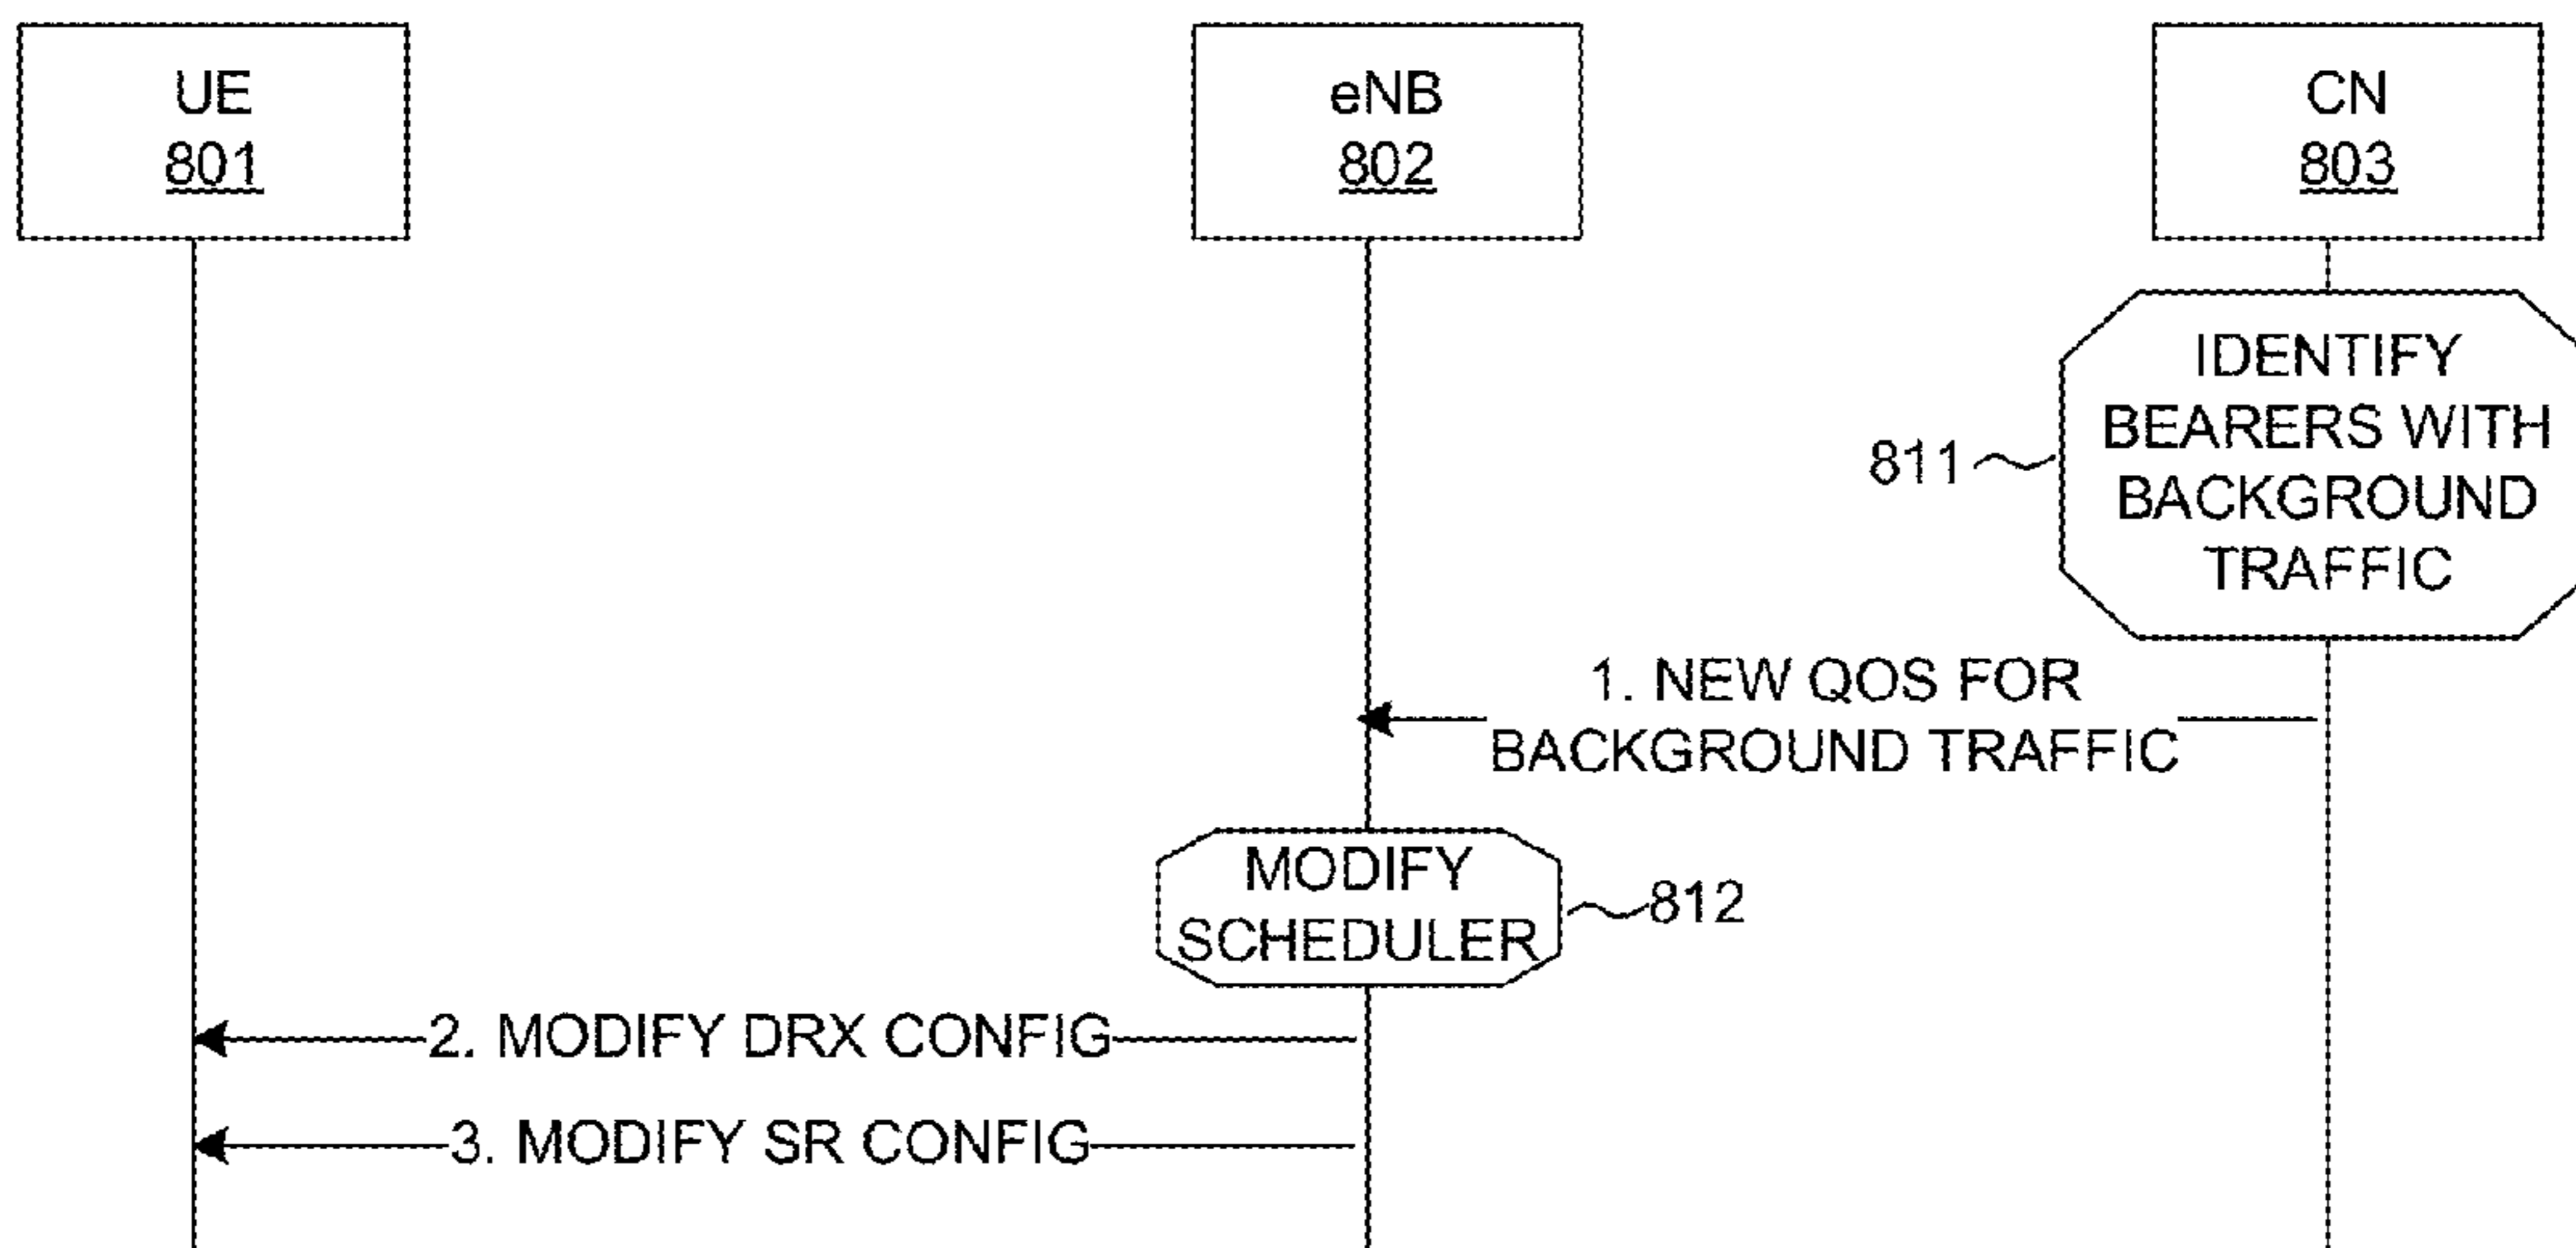 UE
801
eNB
802
CN
803
IDENTIFY
BEARERS WITH
BACKGROUND
TRAFFIC
811
1. NEW QOS FOR
BACKGROUND TRAFFIC
MODIFY
SCHEDULER
812
2. MODIFY DRX CONFIG
3. MODIFY SR CONFIG